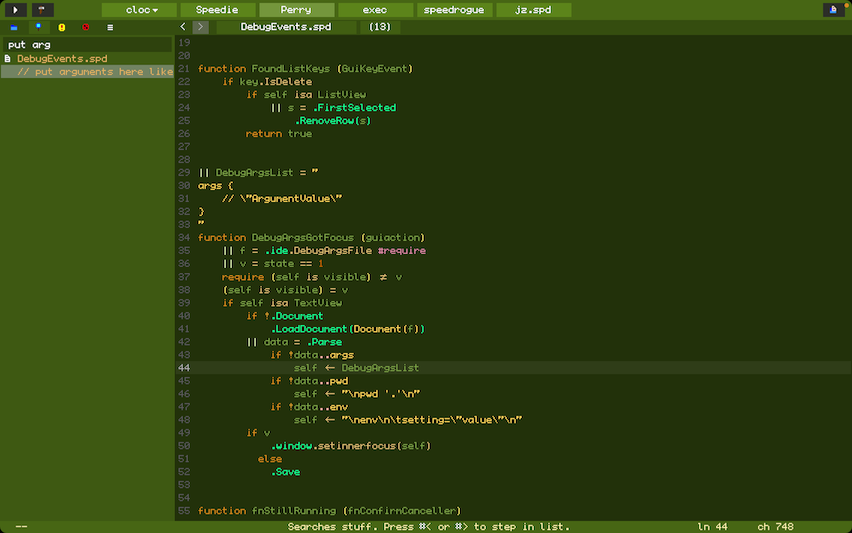 cloc▾ Speedie Perry exec speedrogue jz.spd
< > DebugEvents.spd (13)
put arg
DebugEvents.spd
// put arguments here like
19
20
21 function FoundListKeys (GuiKeyEvent)
22 if key.IsDelete
23 if self isa ListView
24 || s = .FirstSelected
25 .RemoveRow(s)
26 return true
27
28
29 || DebugArgsList = "
30 args {
31 // \"ArgumentValue\"
32 }
33 "
34 function DebugArgsGotFocus (guiaction)
35 || f = .ide.DebugArgsFile #require
36 || v = state == 1
37 require (self is visible) ≠ v
38 (self is visible) = v
39 if self isa TextView
40 if !.Document
41 .LoadDocument(Document(f))
42 || data = .Parse
43 if !data..args
44 self <- DebugArgsList
45 if !data..pwd
46 self <- "\npwd '.'\n"
47 if !data..env
48 self <- "\nenv\n\tsetting=\"value\"\n"
49 if v
50 .window.setinnerfocus(self)
51 else
52 .Save
53
54
55 function fnStillRunning (fnConfirmCanceller)
-- Searches stuff. Press ⌘< or ⌘> to step in list. ln 44 ch 748